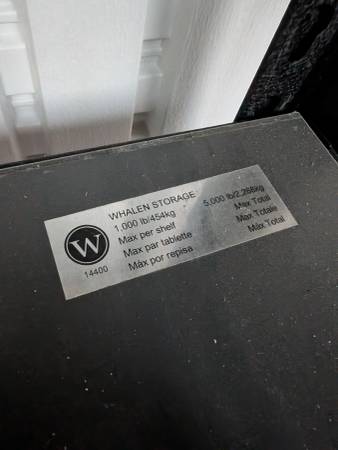 WHALEN STORAGE
1,000 lb/454kg 5,000 lb/2,268kg
Max per shelf Max Total
Max par tablette Max Totale
Máx por repisa Máx Total
W
14400